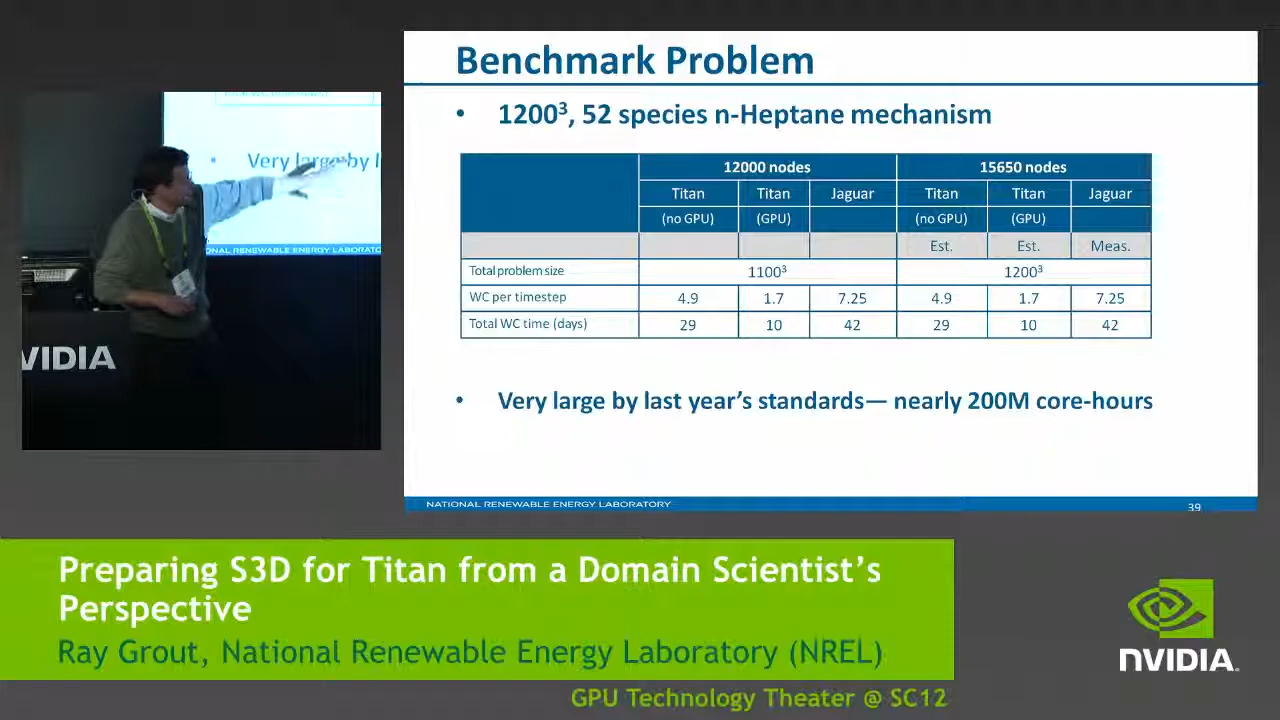 Benchmark Problem
• 1200³, 52 species n-Heptane mechanism
12000 nodes 15650 nodes
Titan Titan Jaguar Titan Titan Jaguar
(no GPU) (GPU) (no GPU) (GPU)
Est. Est. Meas.
Total problem size 1100³ 1200³
WC per timestep 4.9 1.7 7.25 4.9 1.7 7.25
Total WC time (days) 29 10 42 29 10 42
• Very large by last year's standards— nearly 200M core-hours
NATIONAL RENEWABLE ENERGY LABORATORY 39
• Very large by l
ONAL RENEWABLE ENERGY LABORATO
VIDIA
Preparing S3D for Titan from a Domain Scientist's
Perspective
Ray Grout, National Renewable Energy Laboratory (NREL)
NVIDIA.
GPU Technology Theater @ SC12